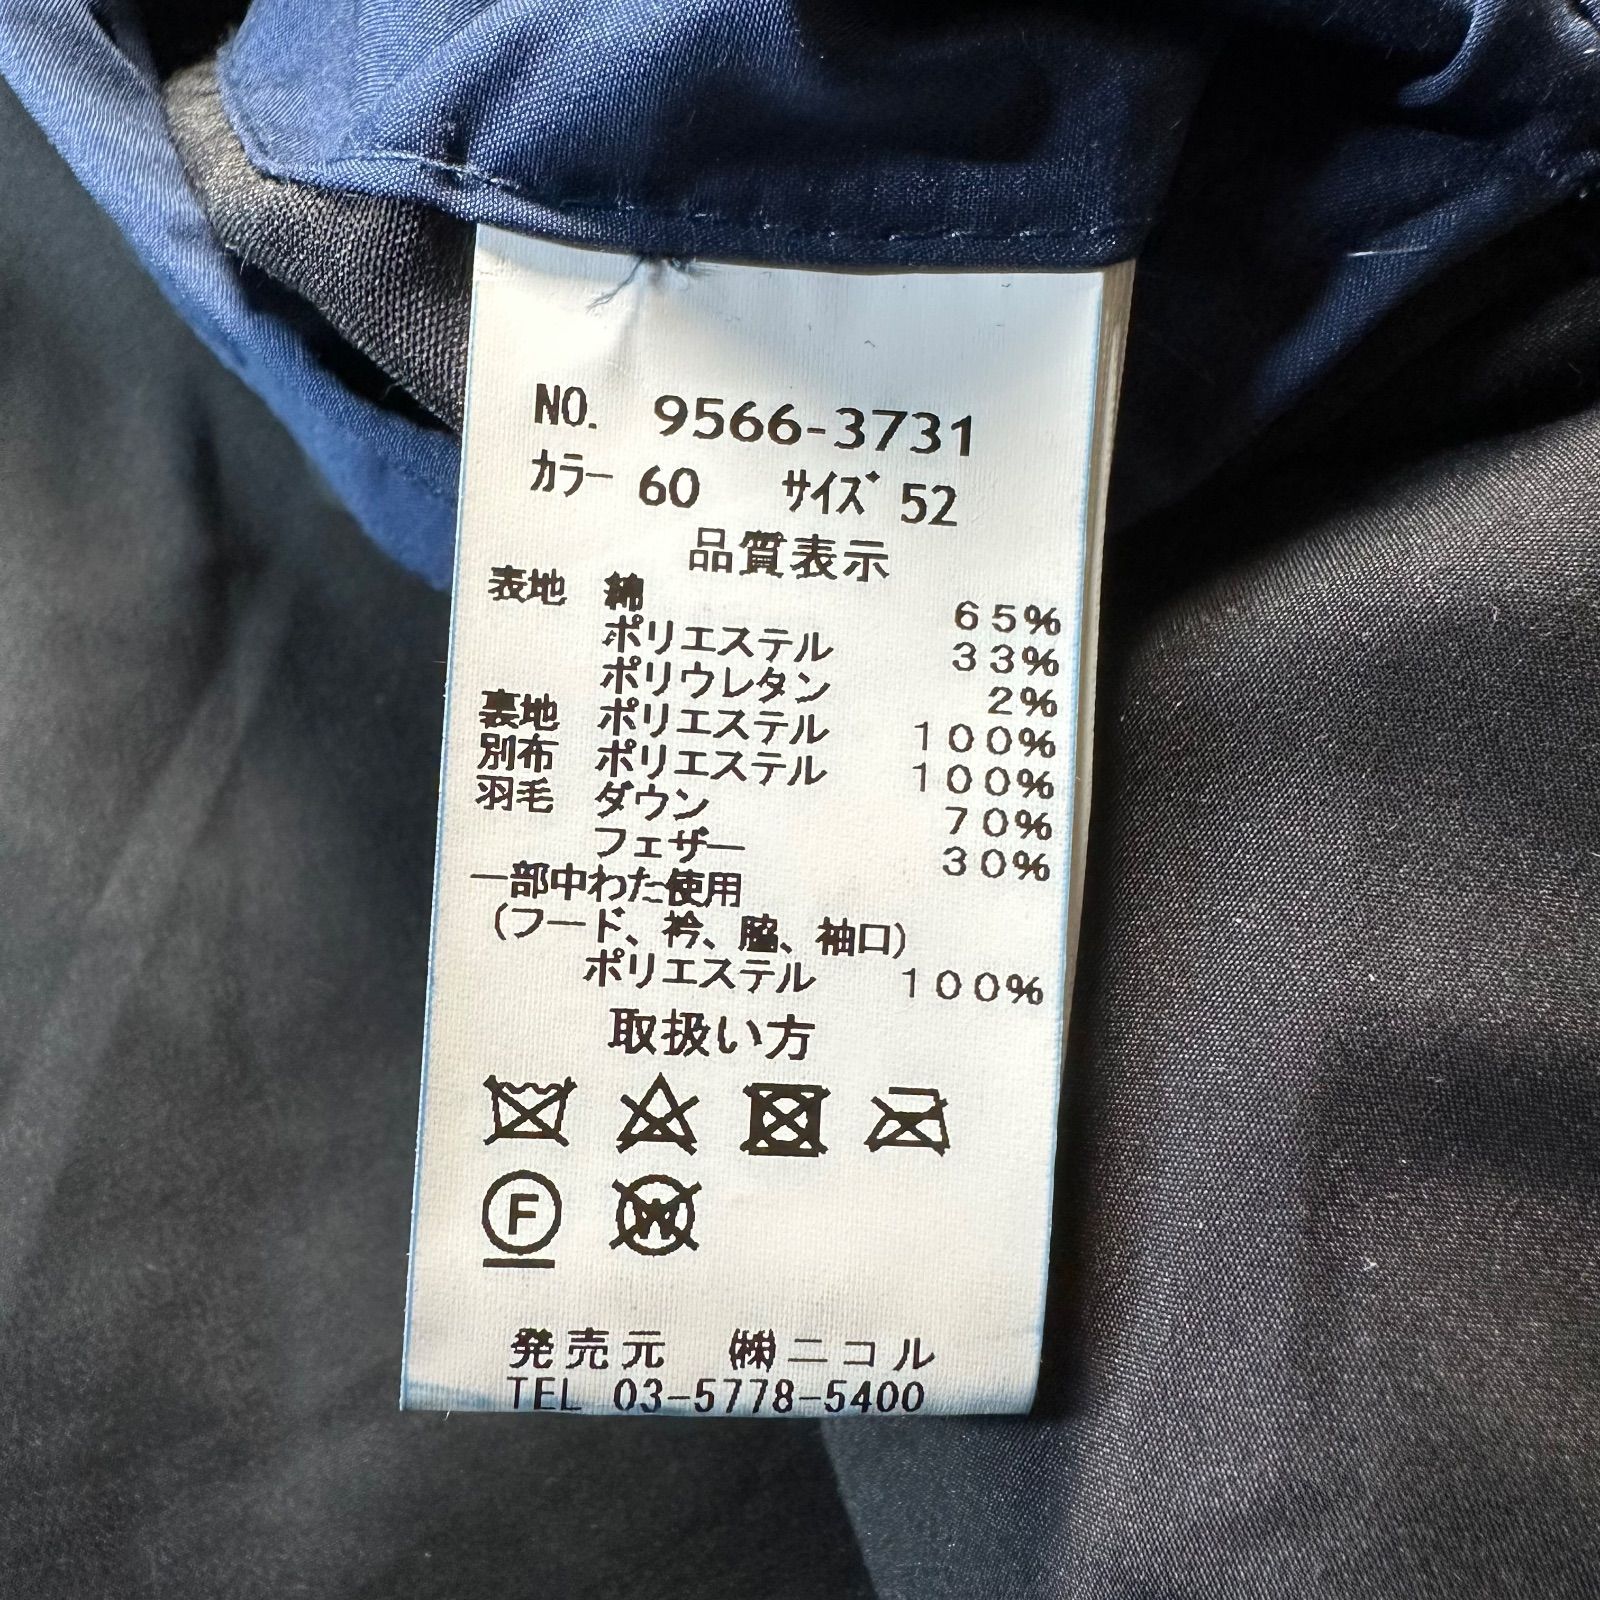 NO. 9566-3731
カラー 60 サイズ 52
品質表示
表地 綿 65%
ポリエステル 33%
ポリウレタン 2%
裏地 ポリエステル 100%
別布 ポリエステル 100%
羽毛 ダウン 70%
フェザー 30%
一部中わた使用
(フード、衿、脇、袖口)
ポリエステル 100%
取扱い方
F W
発売元 ㈱ニコル
TEL 03-5778-5400